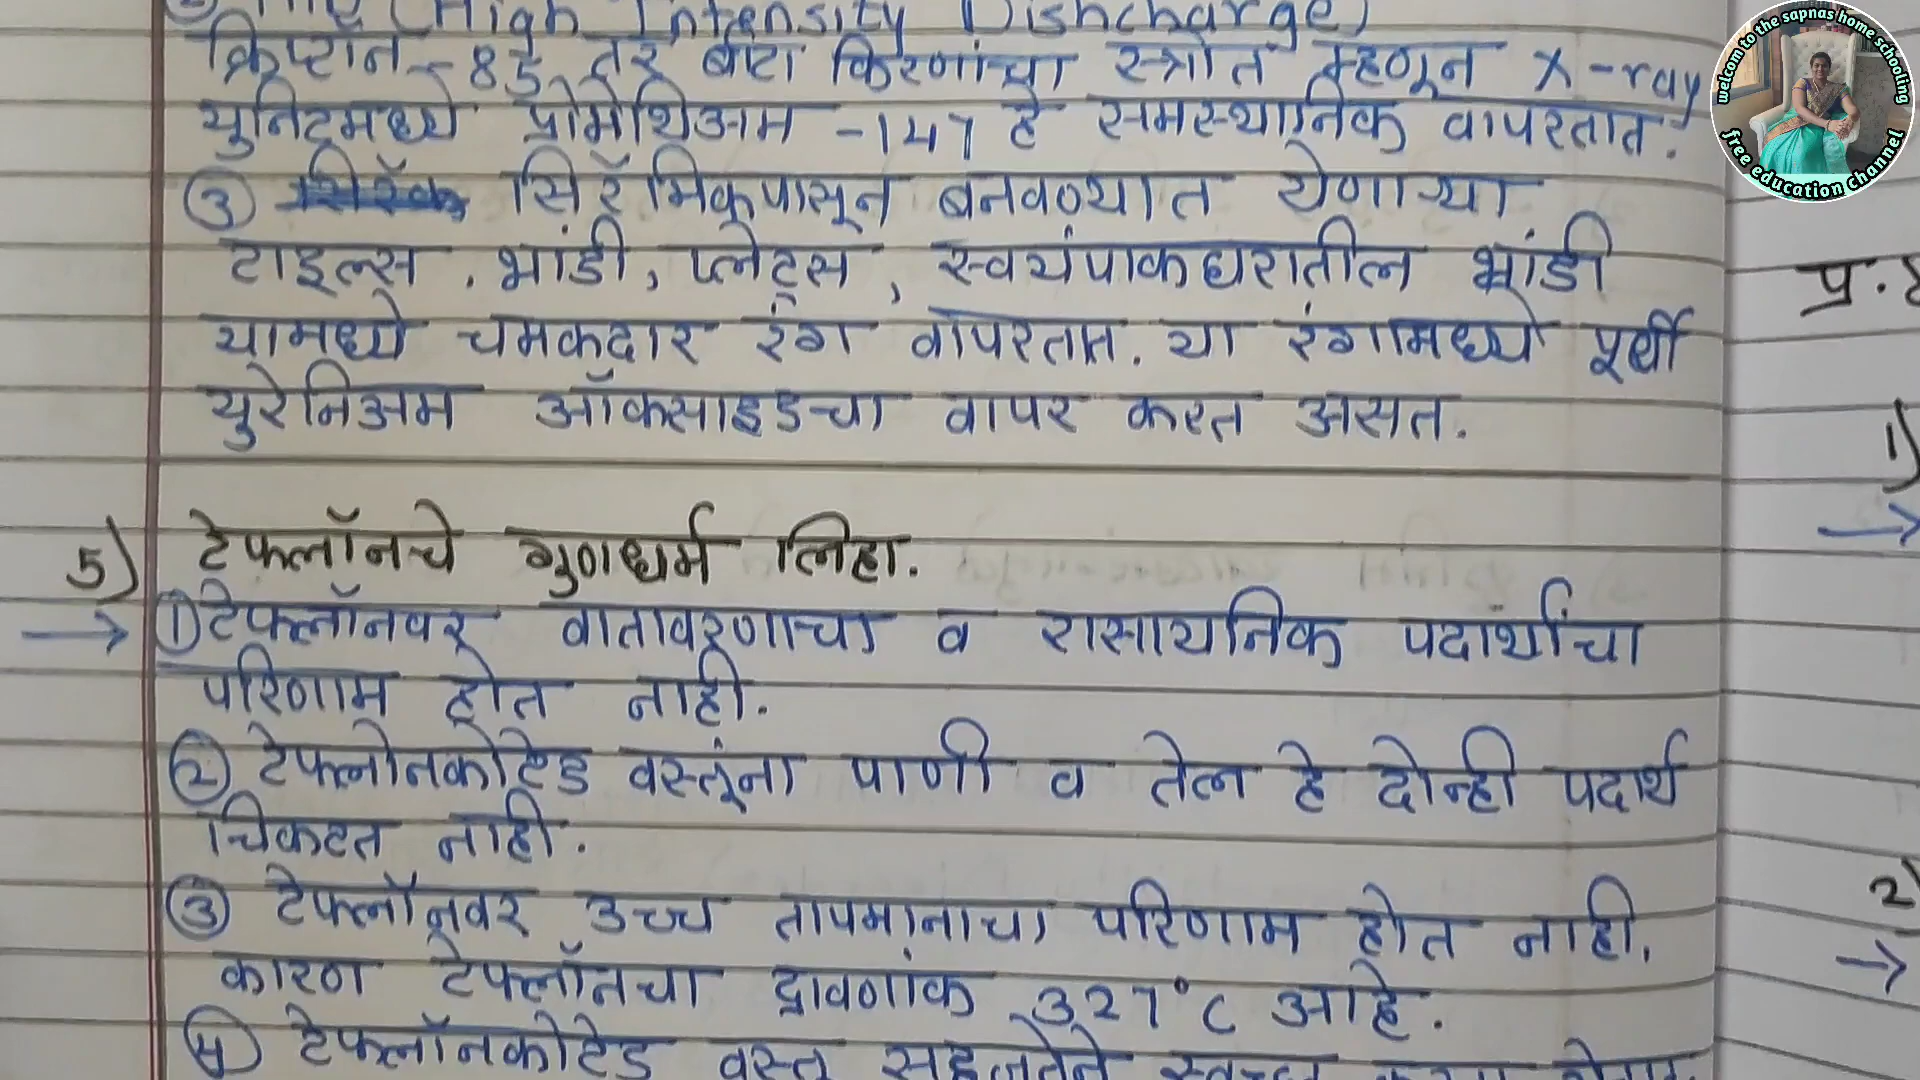 (High Intensity Dishcharge)
क्रिप्टॉन - 85, तर बीटा किरणांचा स्त्रोत म्हणून x-ray
युनिटमध्ये प्रोमेथिअम -147 हे समस्थानिक वापरतात.
③ सिरॅमिकपासून बनवण्यात येणाऱ्या
टाइल्स, भांडी, प्लेट्स, स्वयंपाकघरातील भांडी
यामध्ये चमकदार रंग वापरतात. या रंगामध्ये पूर्वी
युरेनिअम ऑक्साइडचा वापर करत असत.
5) टेफ्लॉनचे गुणधर्म लिहा.
→ ①टेफ्लॉनवर वातावरणाचा व रासायनिक पदार्थांचा
परिणाम होत नाही.
② टेफ्लॉनकोटेड वस्तूंना पाणी व तेल हे दोन्ही पदार्थ
चिकटत नाही.
③ टेफ्लॉनवर उच्च तापमानाचा परिणाम होत नाही.
कारण टेफ्लॉनचा द्रावणांक 327°C आहे.
④ टेफ्लॉनकोटेड वस्तू सहजतेने
प्र.
1)
→
2)
→
welcom to the sapnas home schooling
free education channel